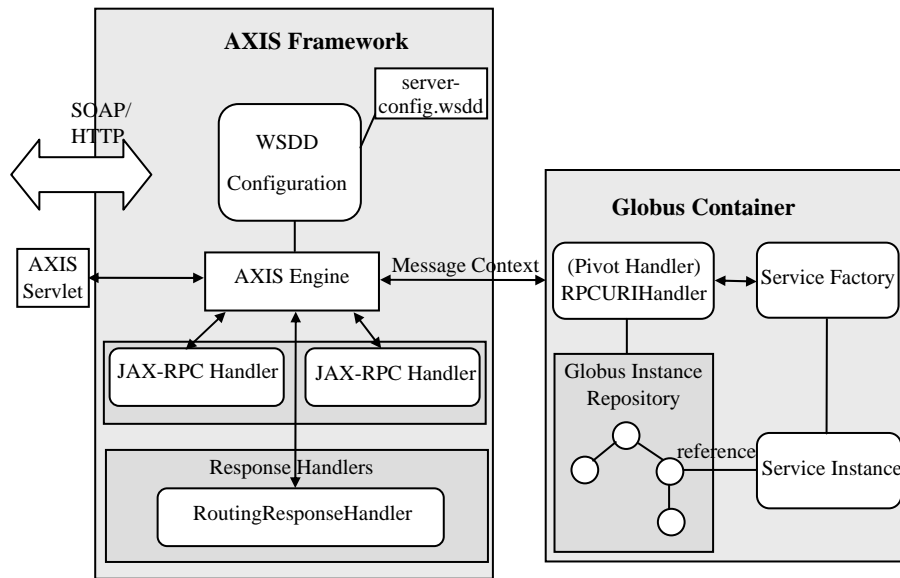 AXIS Framework
server-
config.wsdd
SOAP/
HTTP
WSDD
Configuration
Globus Container
AXIS
Servlet
AXIS Engine
Message Context
(Pivot Handler)
RPCURIHandler
Service Factory
JAX-RPC Handler
JAX-RPC Handler
Globus Instance
Repository
reference
Service Instance
Response Handlers
RoutingResponseHandler